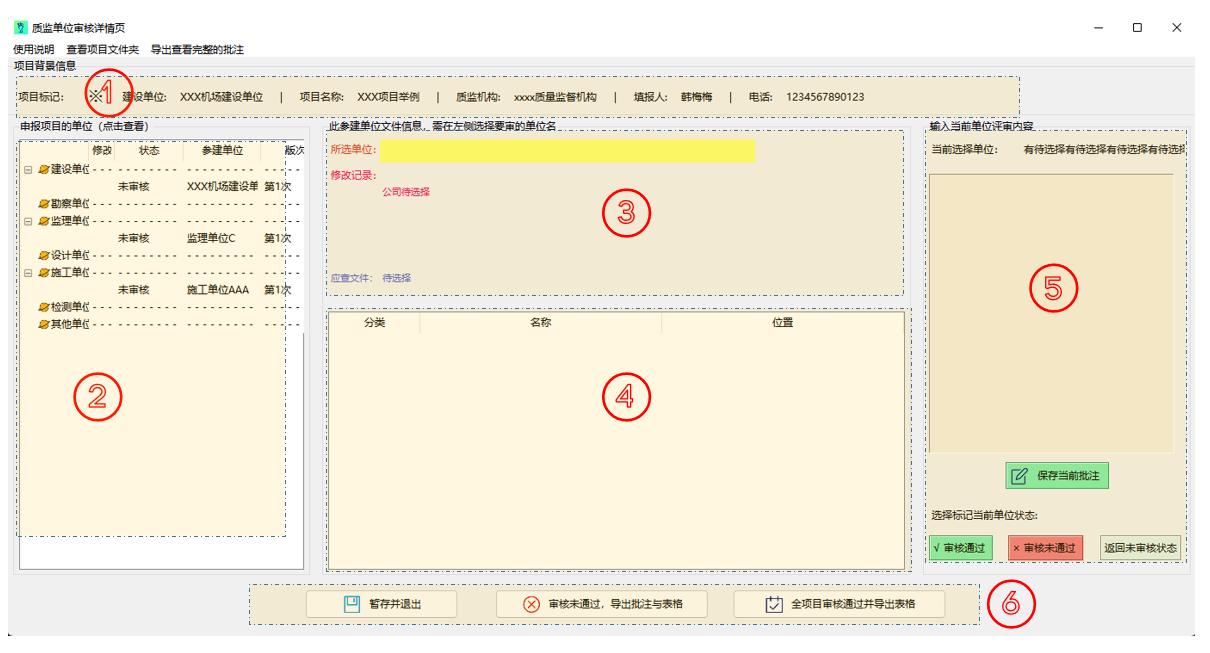 质监单位审核详情页
使用说明 查看项目文件夹 导出查看完整的批注
项目背景信息
项目标记: ※ ① 建设单位: XXX机场建设单位 | 项目名称: XXX项目举例 | 质监机构: xxxx质量监督机构 | 填报人: 韩梅梅 | 电话: 1234567890123
申报项目的单位（点击查看）
修改 状态 参建单位 版次
建设单位 - - - - - - - - - - - - - - - - - - - -
未审核 XXX机场建设单 第1次
勘察单位 - - - - - - - - - - - - - - - - - - - -
监理单位 - - - - - - - - - - - - - - - - - - - -
未审核 监理单位C 第1次
设计单位 - - - - - - - - - - - - - - - - - - - -
施工单位 - - - - - - - - - - - - - - - - - - - -
未审核 施工单位AAA 第1次
检测单位 - - - - - - - - - - - - - - - - - - - -
其他单位 - - - - - - - - - - - - - - - - - - - -
②
此参建单位文件信息，需在左侧选择要审的单位名
所选单位:
修改记录:
公司待选择
③
应查文件: 待选择
分类 名称 位置
④
输入当前单位评审内容
当前选择单位: 有待选择有待选择有待选择有待选择
⑤
保存当前批注
选择标记当前单位状态:
√ 审核通过 × 审核未通过 返回未审核状态
暂存并退出 审核未通过，导出批注与表格 全项目审核通过并导出表格 ⑥